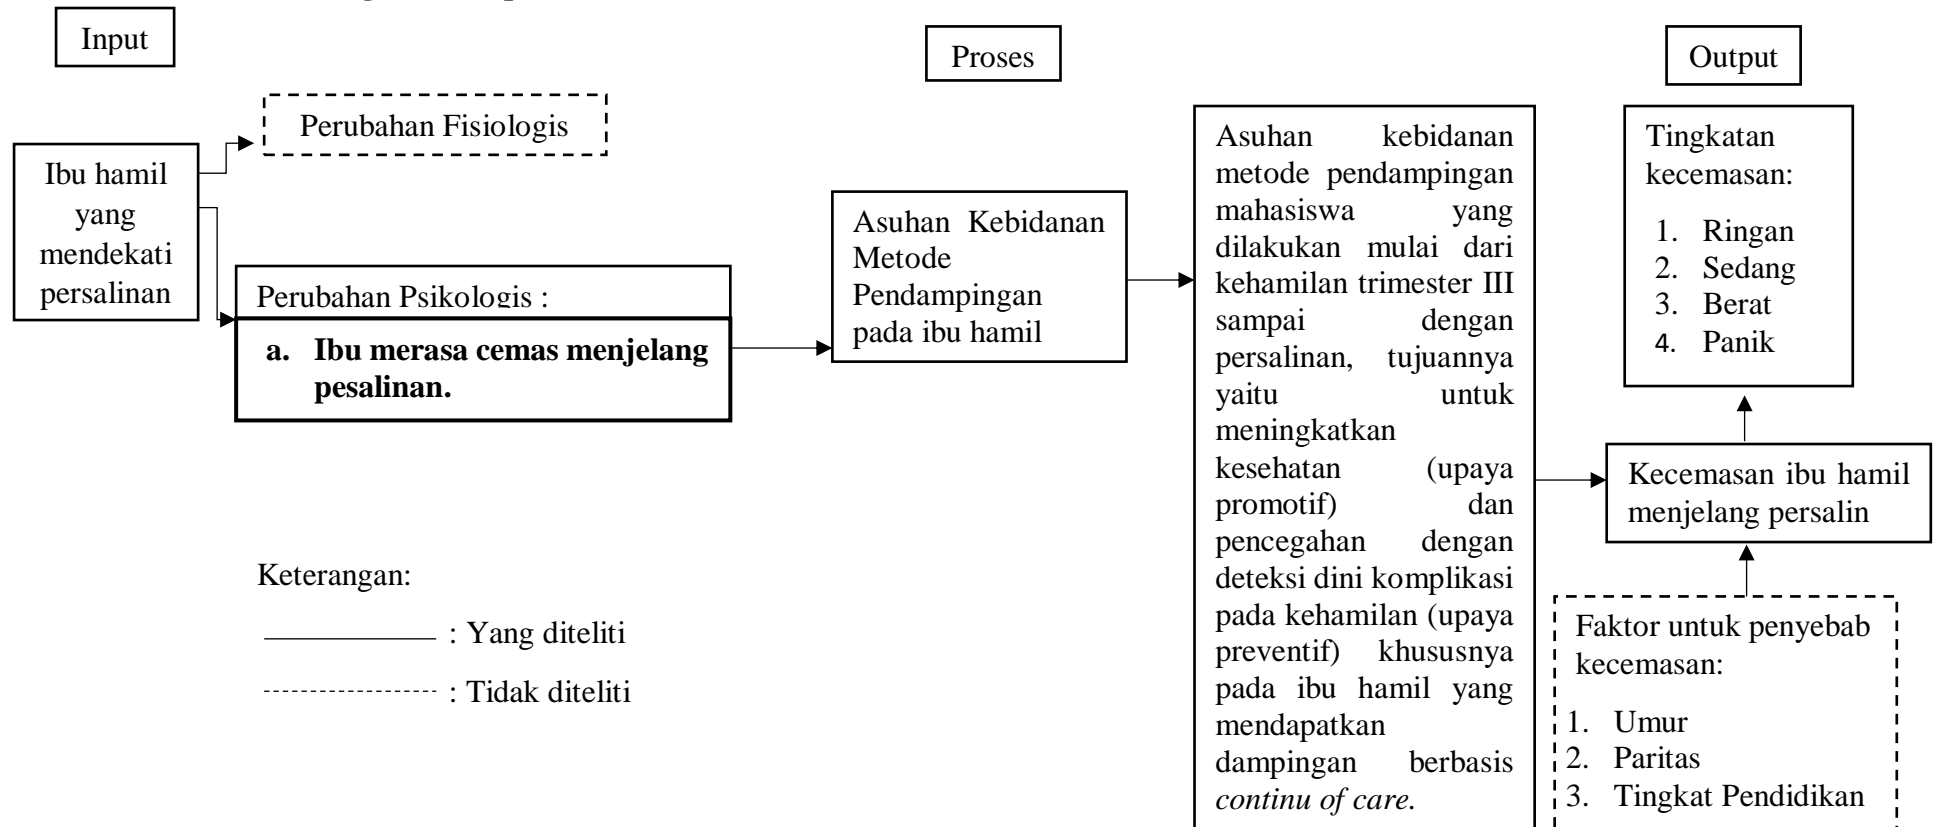 Input
Proses
Output
Perubahan Fisiologis
Ibu hamil
yang
mendekati
persalinan
Perubahan Psikologis :
a. Ibu merasa cemas menjelang
pesalinan.
Asuhan Kebidanan
Metode
Pendampingan
pada ibu hamil
Asuhan kebidanan
metode pendampingan
mahasiswa yang
dilakukan mulai dari
kehamilan trimester III
sampai dengan
persalinan, tujuannya
yaitu untuk
meningkatkan
kesehatan (upaya
promotif) dan
pencegahan dengan
deteksi dini komplikasi
pada kehamilan (upaya
preventif) khususnya
pada ibu hamil yang
mendapatkan
dampingan berbasis
continu of care.
Tingkatan
kecemasan:
1. Ringan
2. Sedang
3. Berat
4. Panik
Kecemasan ibu hamil
menjelang persalin
Faktor untuk penyebab
kecemasan:
1. Umur
2. Paritas
3. Tingkat Pendidikan
Keterangan:
: Yang diteliti
: Tidak diteliti